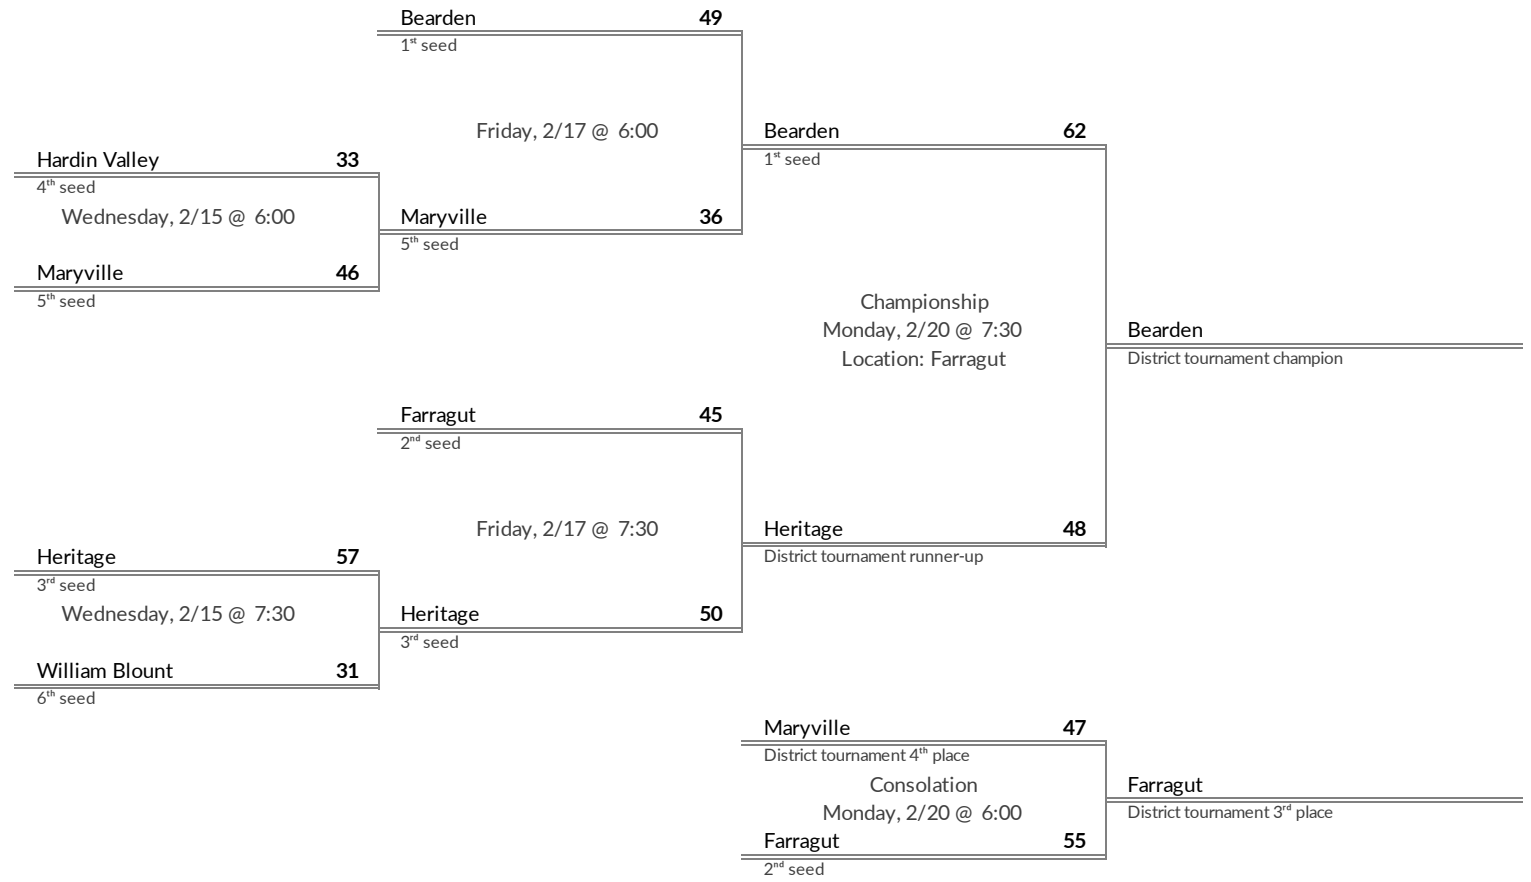 Bearden 49
1st seed
Friday, 2/17 @ 6:00
Bearden 62
1st seed
Hardin Valley 33
4th seed
Wednesday, 2/15 @ 6:00
Maryville 36
5th seed
Maryville 46
5th seed
Championship
Monday, 2/20 @ 7:30
Location: Farragut
Bearden
District tournament champion
Farragut 45
2nd seed
Friday, 2/17 @ 7:30
Heritage 48
District tournament runner-up
Heritage 57
3rd seed
Wednesday, 2/15 @ 7:30
Heritage 50
3rd seed
William Blount 31
6th seed
Maryville 47
District tournament 4th place
Consolation
Monday, 2/20 @ 6:00
Farragut
District tournament 3rd place
Farragut 55
2nd seed